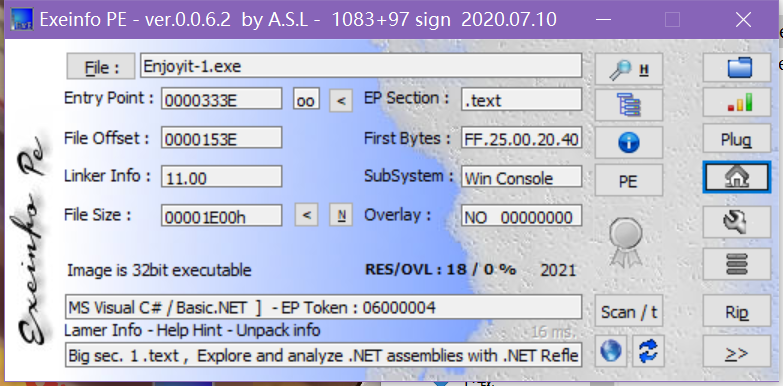 Exeinfo PE - ver.0.0.6.2 by A.S.L - 1083+97 sign 2020.07.10
File : Enjoyit-1.exe H
Entry Point : 0000333E oo < EP Section : .text
File Offset : 0000153E First Bytes : FF.25.00.20.40 Plug
Linker Info : 11.00 SubSystem : Win Console PE
File Size : 00001E00h < N Overlay : NO 00000000
Image is 32bit executable RES/OVL : 18 / 0 % 2021
MS Visual C# / Basic.NET ] - EP Token : 06000004 Scan / t Rip
Lamer Info - Help Hint - Unpack info 16 ms.
Big sec. 1 .text , Explore and analyze .NET assemblies with .NET Refle >>
Exeinfo Pe